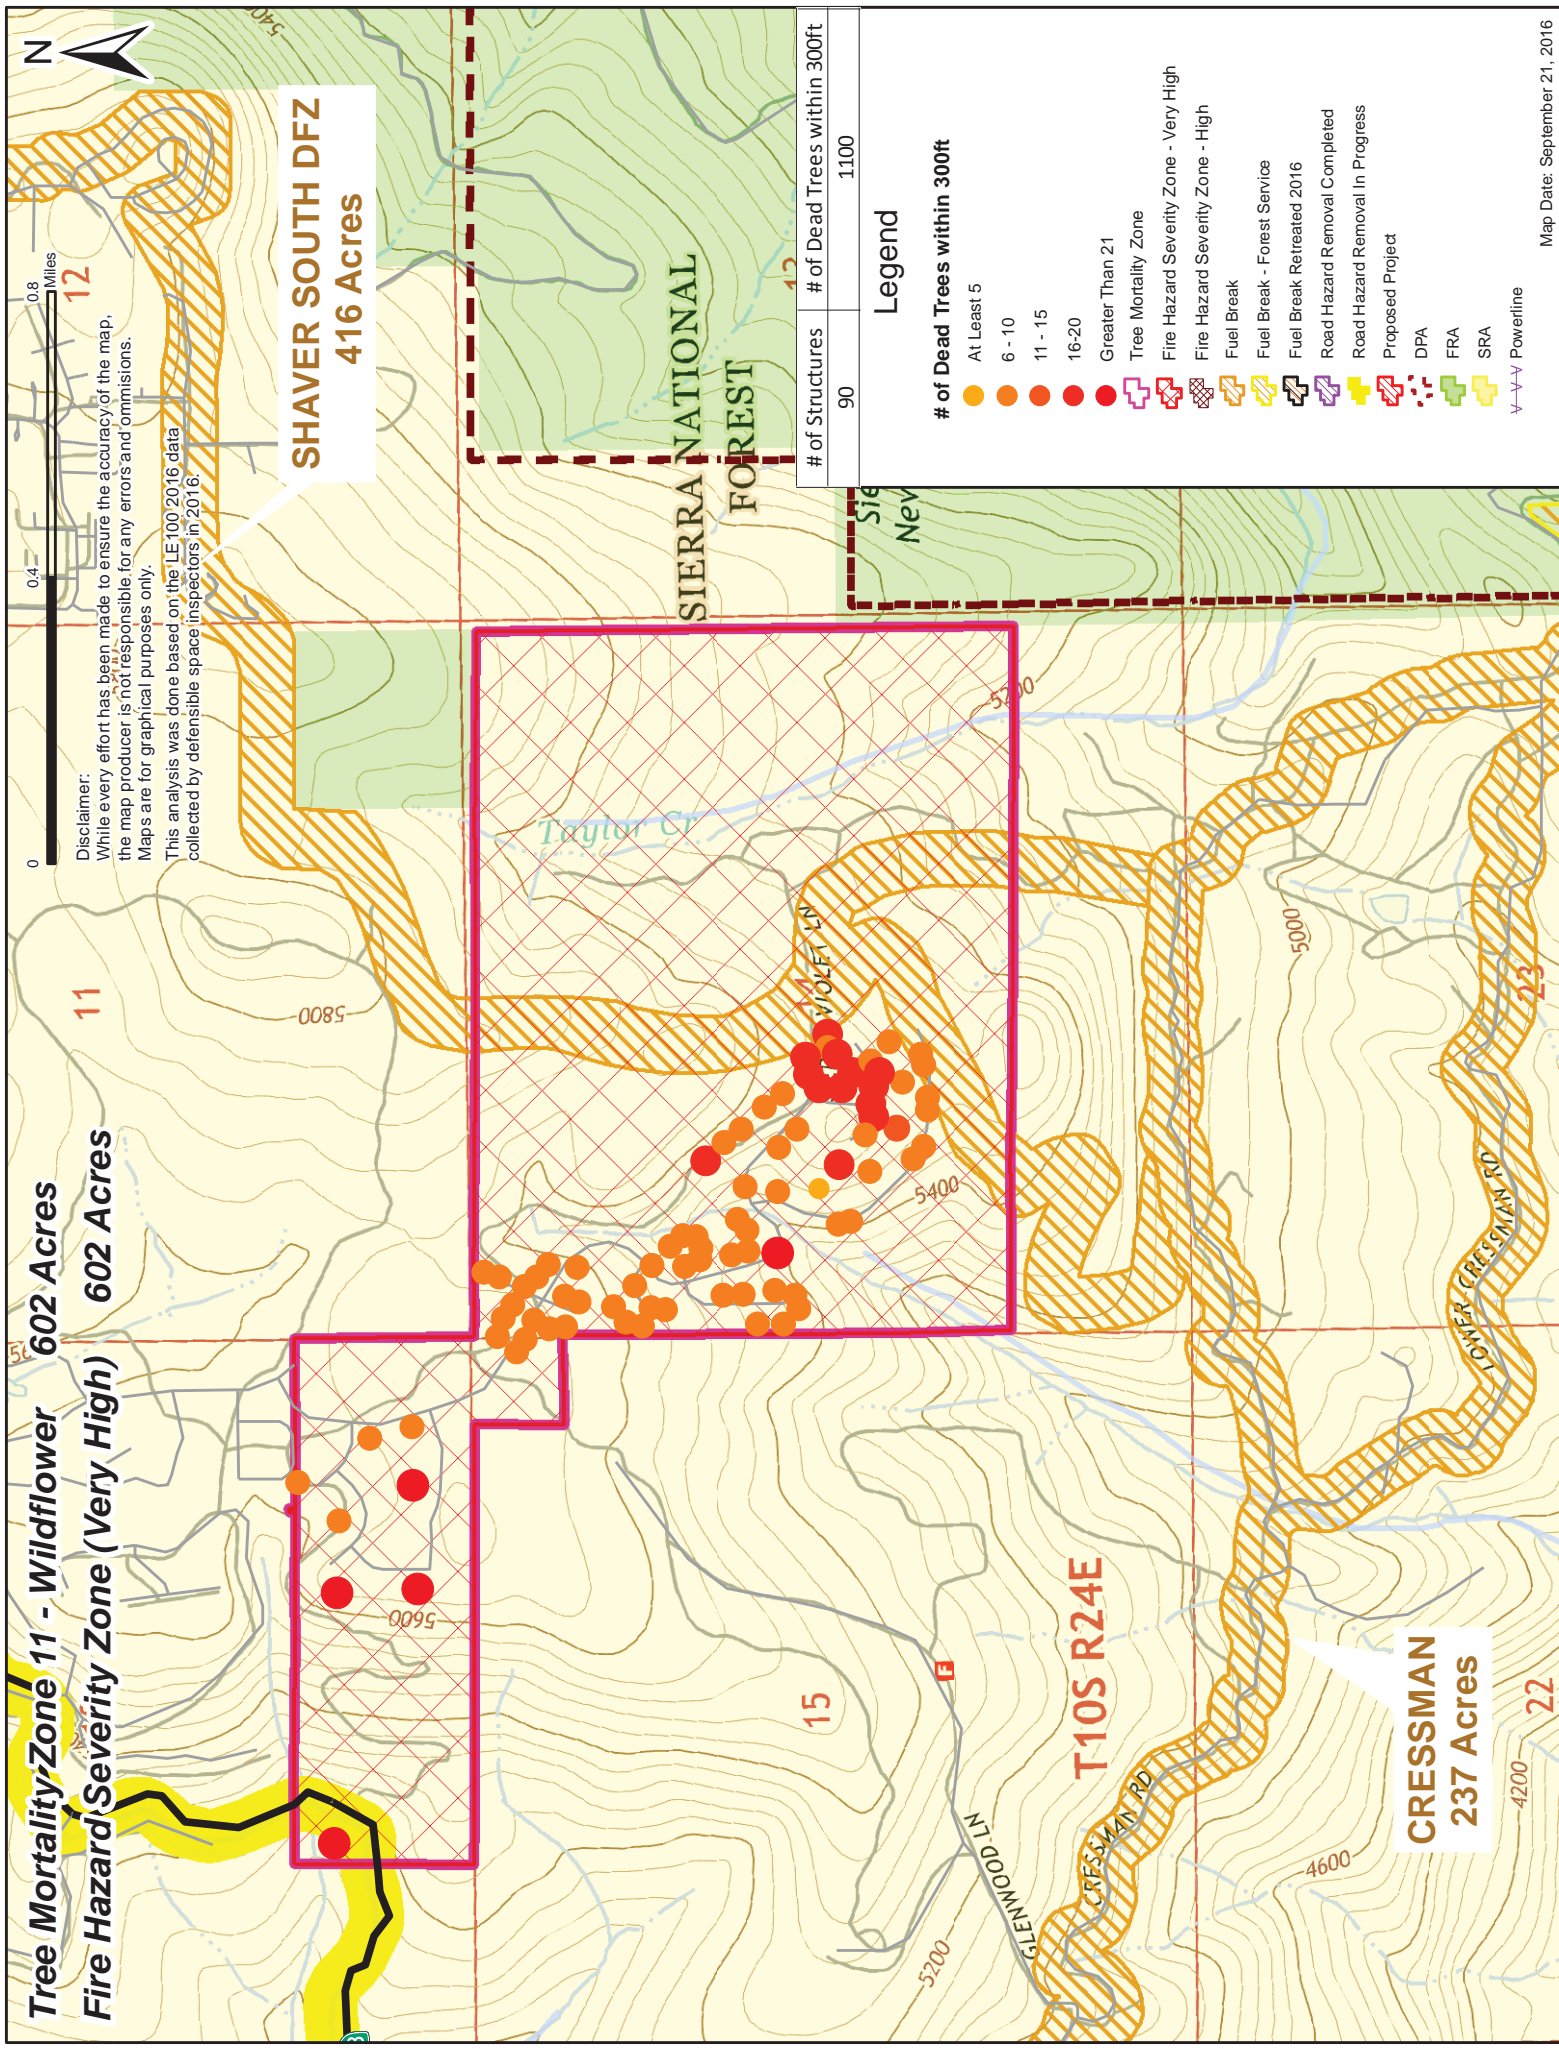 Tree Mortality Zone 11 - Wildflower 602 Acres
Fire Hazard Severity Zone (Very High) 602 Acres
0 0.4 0.8
Miles
N
Disclaimer:
While every effort has been made to ensure the accuracy of the map,
the map producer is not responsible for any errors and ommisions.
Maps are for graphical purposes only.
This analysis was done based on the LE100 2016 data
collected by defensible space inspectors in 2016.
SHAVER SOUTH DFZ
416 Acres
11
12
5800
5600
5400
5200
SIERRA NATIONAL
FOREST
Taylor Cr
VIOLET LN
14
15
T10S R24E
F
GLENWOOD LN
CRESSMAN RD
5200
5000
LOWER CRESSMAN RD
CRESSMAN
237 Acres
22
23
4200
4600
Sie
Nev
# of Structures # of Dead Trees within 300ft
90 1100
Legend
# of Dead Trees within 300ft
At Least 5
6 - 10
11 - 15
16-20
Greater Than 21
Tree Mortality Zone
Fire Hazard Severity Zone - Very High
Fire Hazard Severity Zone - High
Fuel Break
Fuel Break - Forest Service
Fuel Break Retreated 2016
Road Hazard Removal Completed
Road Hazard Removal In Progress
Proposed Project
DPA
FRA
SRA
Powerline
Map Date: September 21, 2016